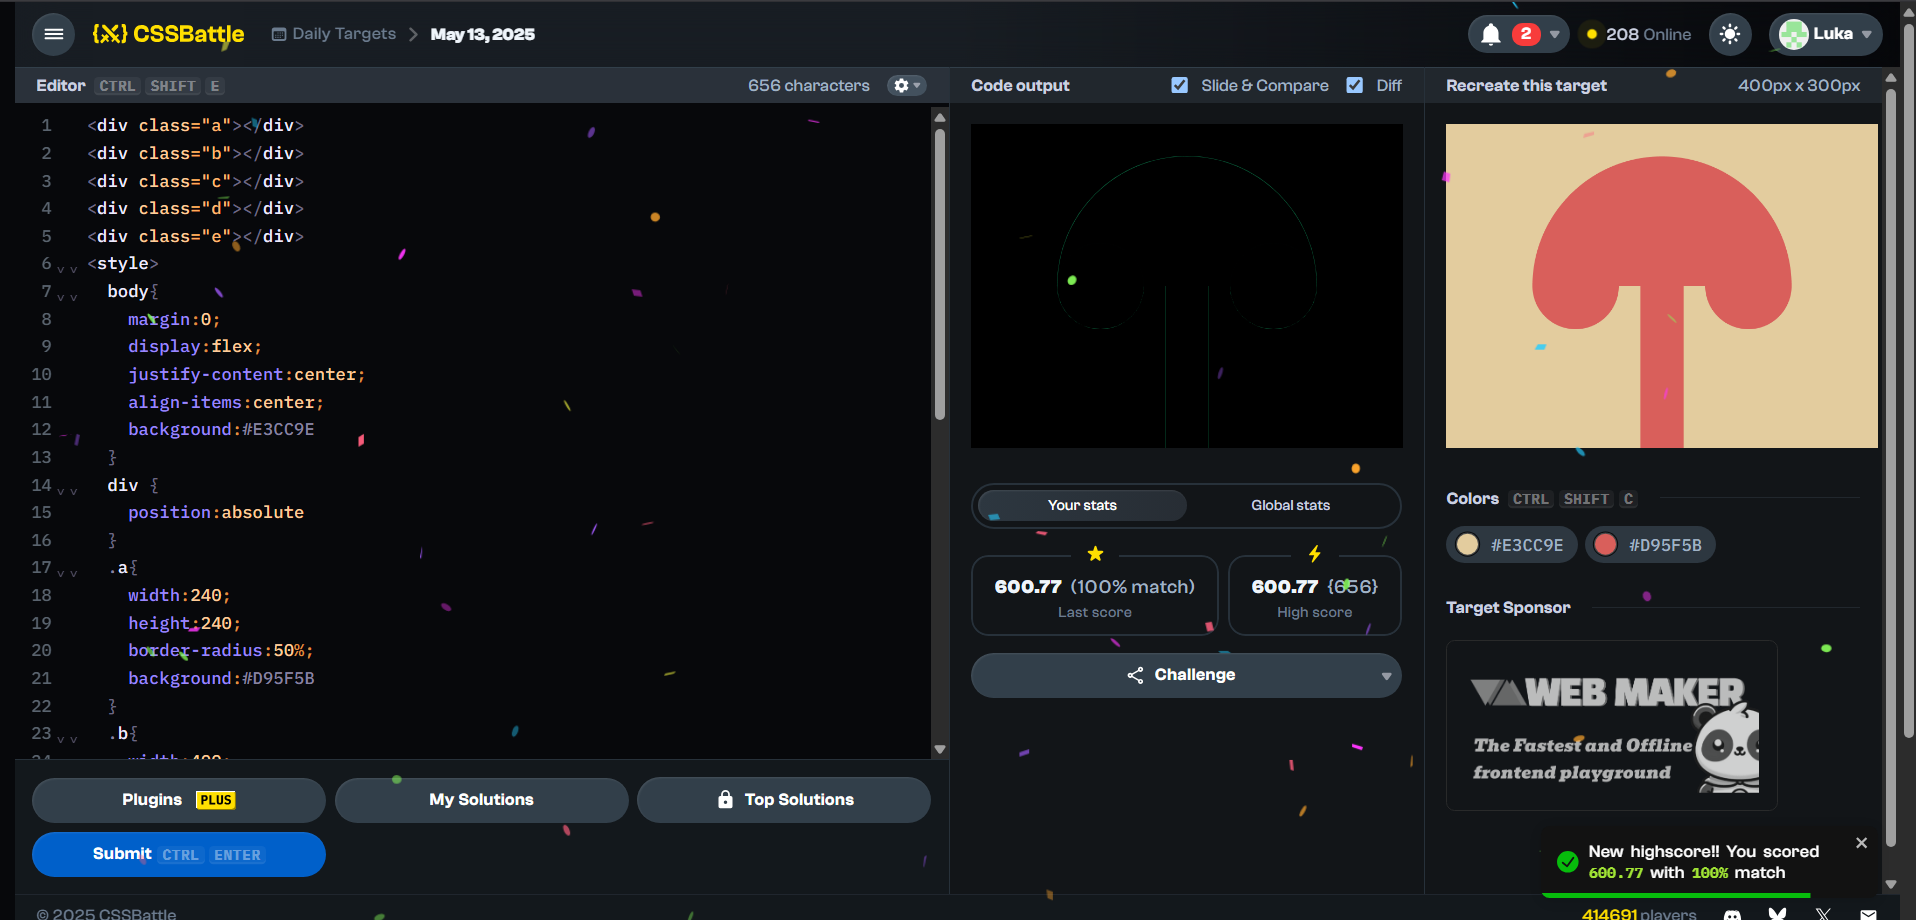 CSSBattle
Daily Targets
May 13, 2025
2
208 Online
Luka
Editor CTRL SHIFT E
656 characters
1 <div class="a"></div>
2 <div class="b"></div>
3 <div class="c"></div>
4 <div class="d"></div>
5 <div class="e"></div>
6 <style>
7 body{
8 margin:0;
9 display:flex;
10 justify-content:center;
11 align-items:center;
12 background:#E3CC9E
13 }
14 div {
15 position:absolute
16 }
17 .a{
18 width:240;
19 height:240;
20 border-radius:50%;
21 background:#D95F5B
22 }
23 .b{
24 width:400;
Plugins PLUS
My Solutions
Top Solutions
Submit CTRL ENTER
© 2025 CSSBattle
Code output
Slide & Compare
Diff
Your stats
Global stats
600.77 (100% match)
Last score
600.77 {656}
High score
Challenge
Recreate this target
400px x 300px
Colors CTRL SHIFT C
#E3CC9E
#D95F5B
Target Sponsor
WEB MAKER
The Fastest and Offline
frontend playground
New highscore!! You scored
600.77 with 100% match
414691 players